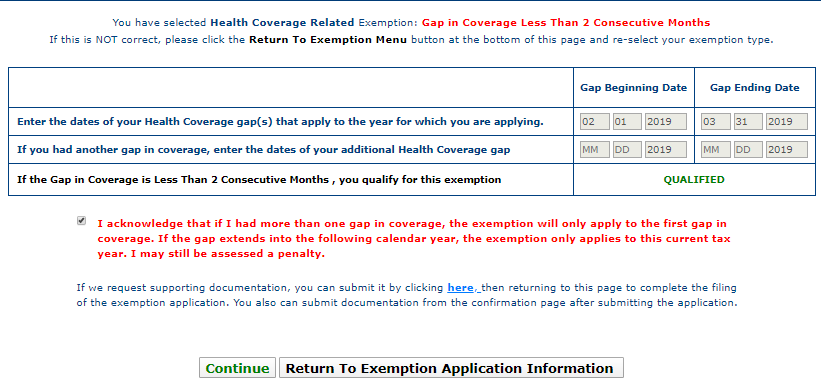 You have selected Health Coverage Related Exemption: Gap in Coverage Less Than 2 Consecutive Months
If this is NOT correct, please click the Return To Exemption Menu button at the bottom of this page and re-select your exemption type.
Gap Beginning Date Gap Ending Date
Enter the dates of your Health Coverage gap(s) that apply to the year for which you are applying. 02 01 2019 03 31 2019
If you had another gap in coverage, enter the dates of your additional Health Coverage gap MM DD 2019 MM DD 2019
If the Gap in Coverage is Less Than 2 Consecutive Months , you qualify for this exemption QUALIFIED
I acknowledge that if I had more than one gap in coverage, the exemption will only apply to the first gap in
coverage. If the gap extends into the following calendar year, the exemption only applies to this current tax
year. I may still be assessed a penalty.
If we request supporting documentation, you can submit it by clicking here, then returning to this page to complete the filing
of the exemption application. You also can submit documentation from the confirmation page after submitting the application.
Continue Return To Exemption Application Information